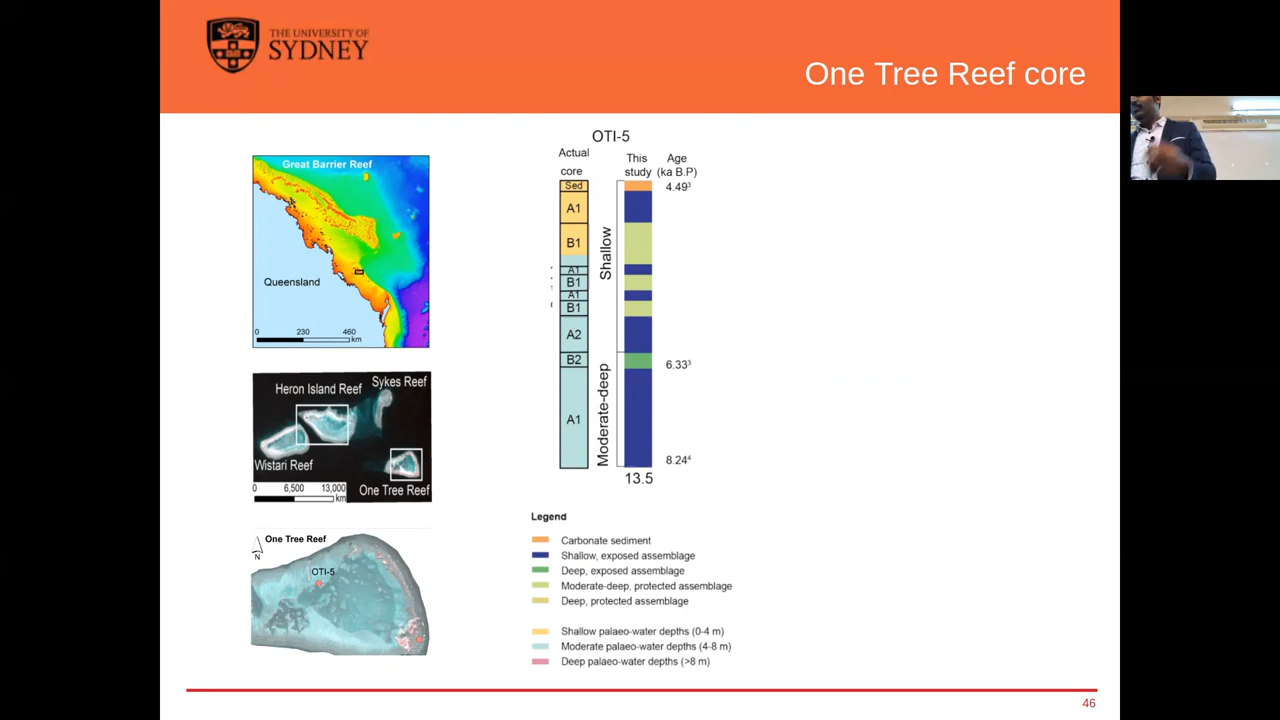 THE UNIVERSITY OF
SYDNEY
One Tree Reef core
Great Barrier Reef
Queensland
0 230 460
km
Sykes Reef
Heron Island Reef
Wistari Reef
0 6,500 13,000
km
One Tree Reef
One Tree Reef
N
OTI-5
OTI-5
Actual
core
This
study
Age
(ka B.P)
Sed
4.49³
A1
B1
A1
B1
A1
B1
A2
B2
6.33³
A1
8.24⁴
Shallow
Moderate-deep
13.5
Legend
Carbonate sediment
Shallow, exposed assemblage
Deep, exposed assemblage
Moderate-deep, protected assemblage
Deep, protected assemblage
Shallow palaeo-water depths (0-4 m)
Moderate palaeo-water depths (4-8 m)
Deep palaeo-water depths (>8 m)
46